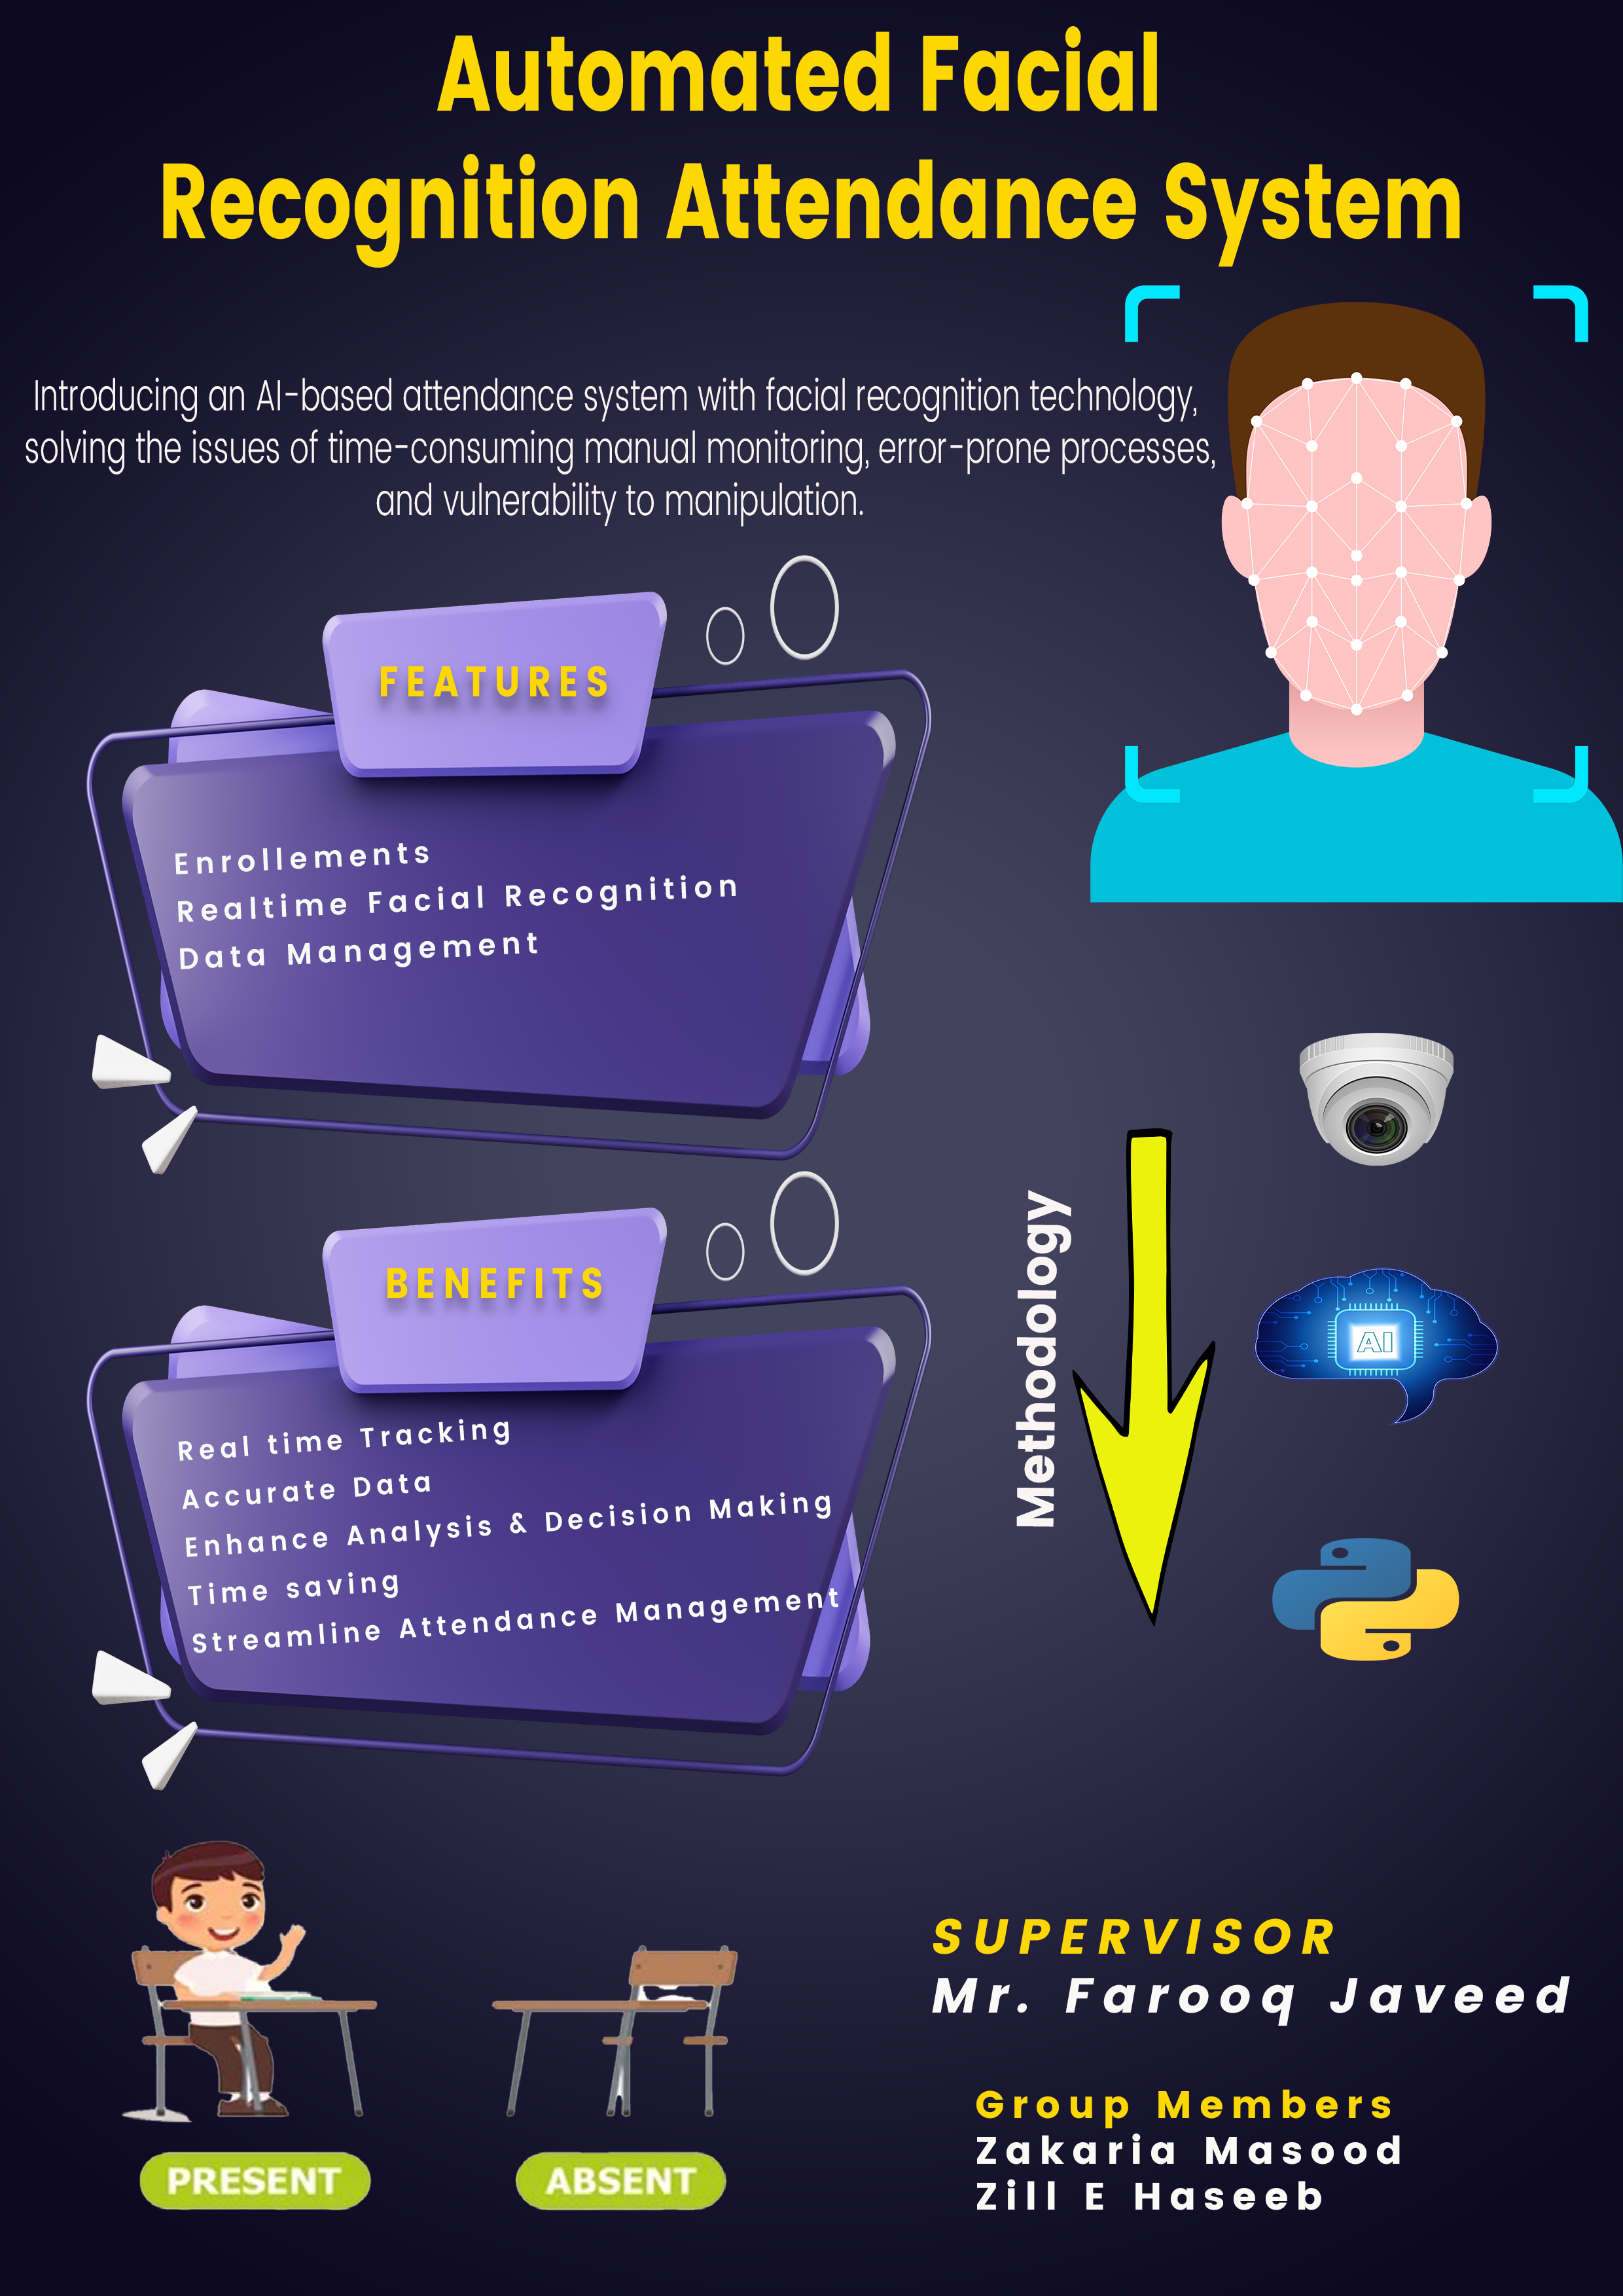 Automated Facial
Recognition Attendance System
Introducing an AI-based attendance system with facial recognition technology,
solving the issues of time-consuming manual monitoring, error-prone processes,
and vulnerability to manipulation.
FEATURES
Enrollements
Realtime Facial Recognition
Data Management
BENEFITS
Real time Tracking
Accurate Data
Enhance Analysis & Decision Making
Time saving
Streamline Attendance Management
Methodology
AI
PRESENT
ABSENT
SUPERVISOR
Mr. Farooq Javeed
Group Members
Zakaria Masood
Zill E Haseeb